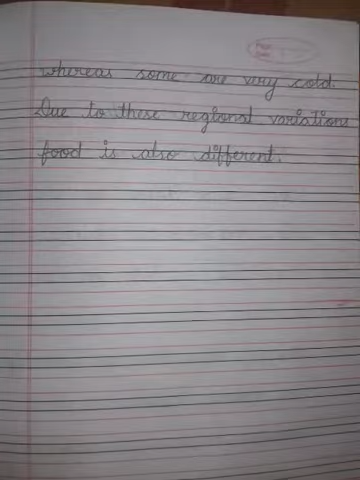 whereas some are very cold.
Due to these regional variations
food is also different.